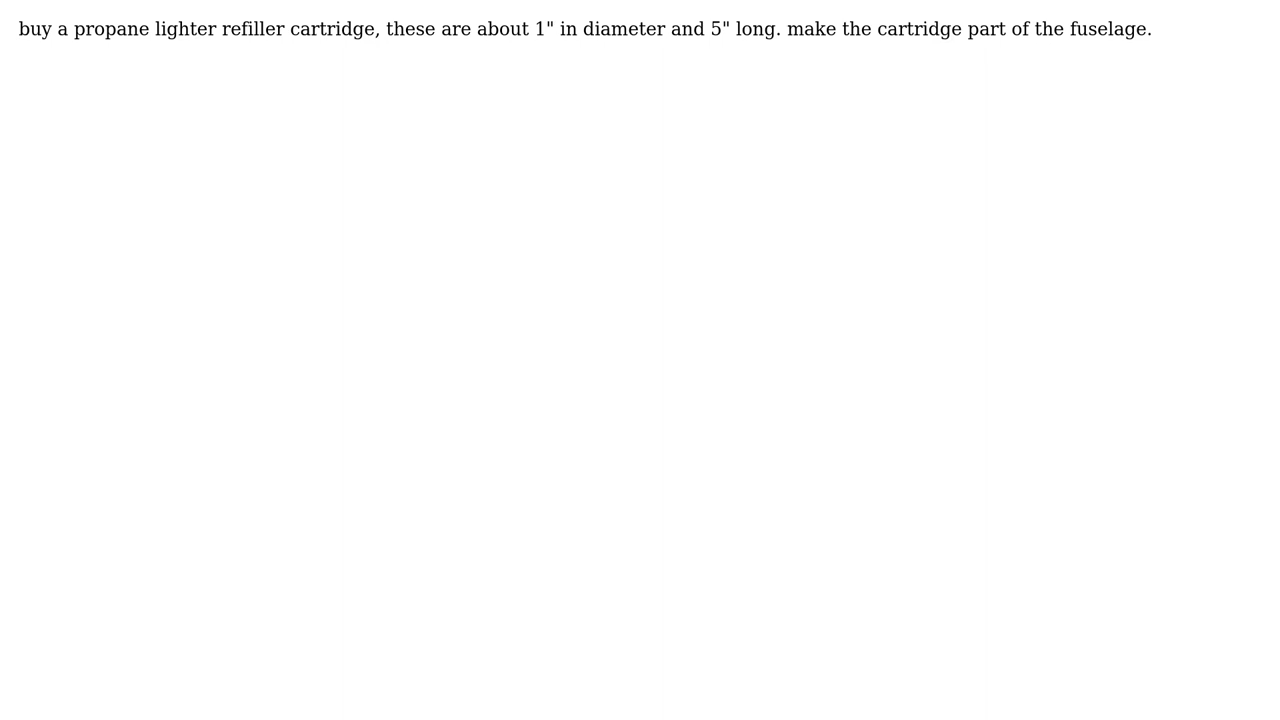 buy a propane lighter refiller cartridge, these are about 1" in diameter and 5" long. make the cartridge part of the fuselage.